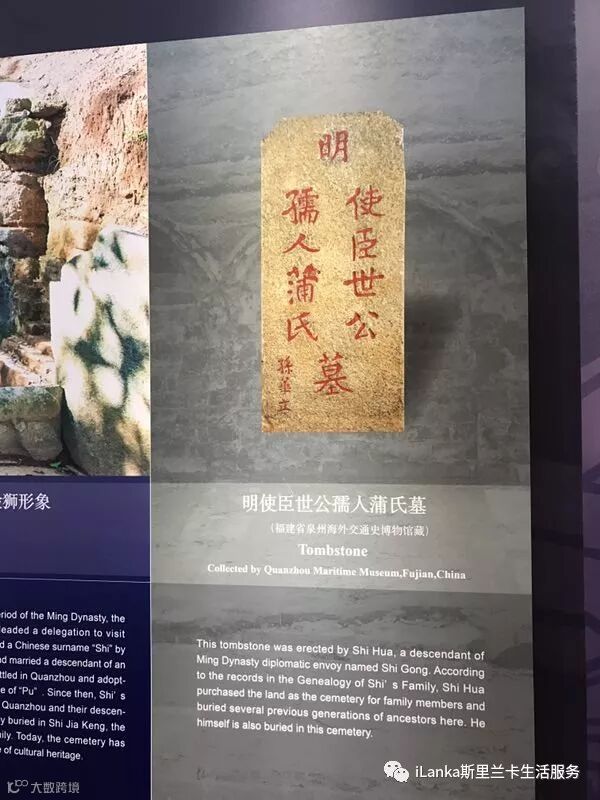 明
使臣世公
孺人蒲氏
墓
孫華立
金狮形象
明使臣世公孺人蒲氏墓
（福建省泉州海外交通史博物馆藏）
Tombstone
Collected by Quanzhou Maritime Museum,Fujian,China
eriod of the Ming Dynasty, the
leaded a delegation to visit
d a Chinese surname “Shi” by
nd married a descendant of an
ttled in Quanzhou and adopt-
e of “Pu” . Since then, Shi’ s
Quanzhou and their descen-
y buried in Shi Jia Keng, the
mily. Today, the cemetery has
e of cultural heritage.
This tombstone was erected by Shi Hua, a descendant of
Ming Dynasty diplomatic envoy named Shi Gong. According
to the records in the Genealogy of Shi’ s Family, Shi Hua
purchased the land as the cemetery for family members and
buried several previous generations of ancestors here. He
himself is also buried in this cemetery.
iLanka斯里兰卡生活服务
10100 大数跨境